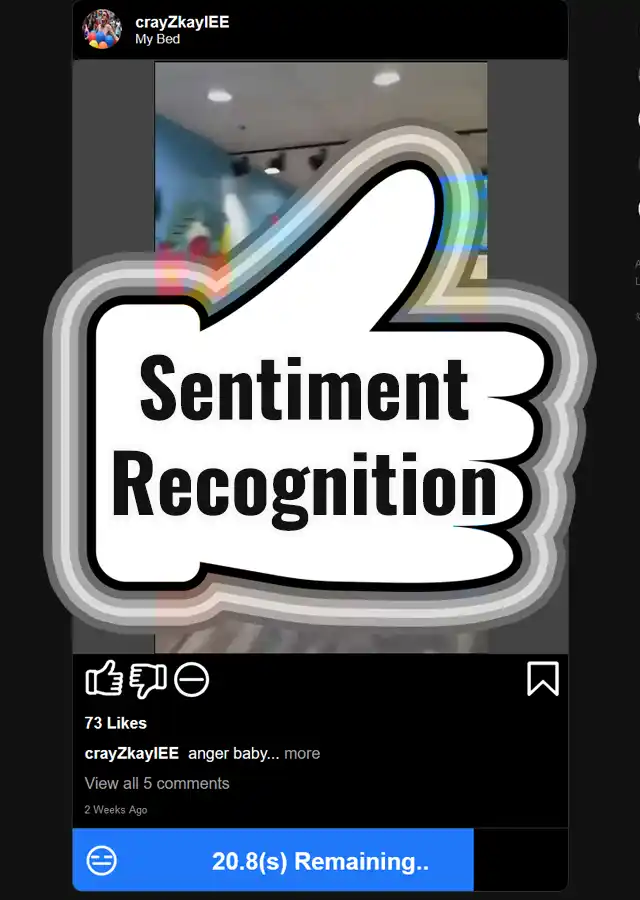 crayZkaylEE
My Bed
Sentiment
Recognition
73 Likes
crayZkaylEE anger baby... more
View all 5 comments
2 Weeks Ago
20.8(s) Remaining..